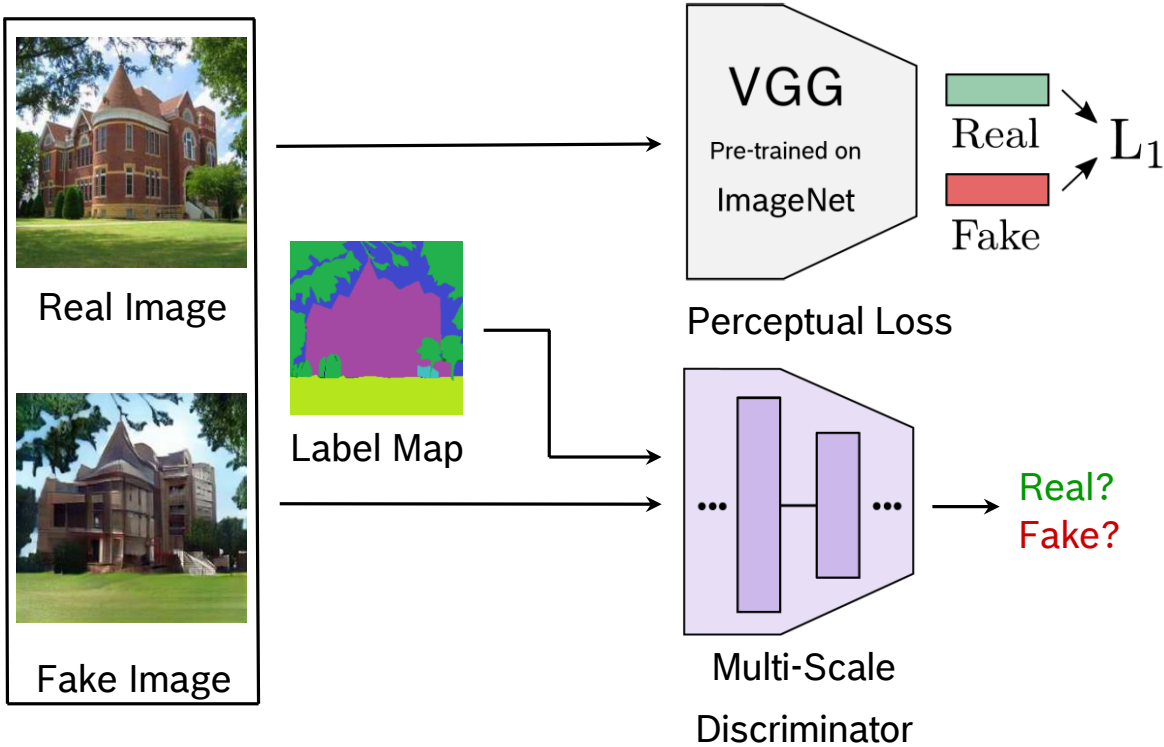 Real Image
Fake Image
Label Map
VGG
Pre-trained on
ImageNet
Perceptual Loss
Real
Fake
L1
...
...
Multi-Scale
Discriminator
Real?
Fake?